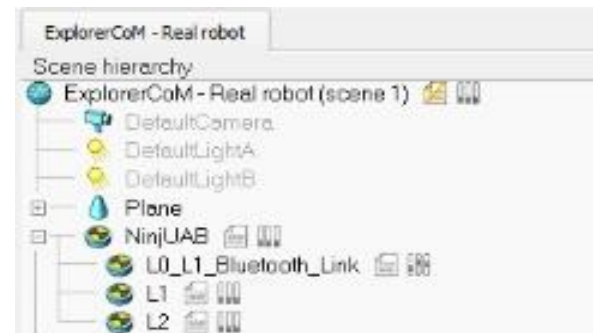 ExplorerCoM - Real robot
Scene hierarchy
ExplorerCoM - Real robot (scene 1)
DefaultCamera
DefaultLightA
DefaultLightB
Plane
NinjUAB
L0_L1_Bluetooth_Link
L1
L2